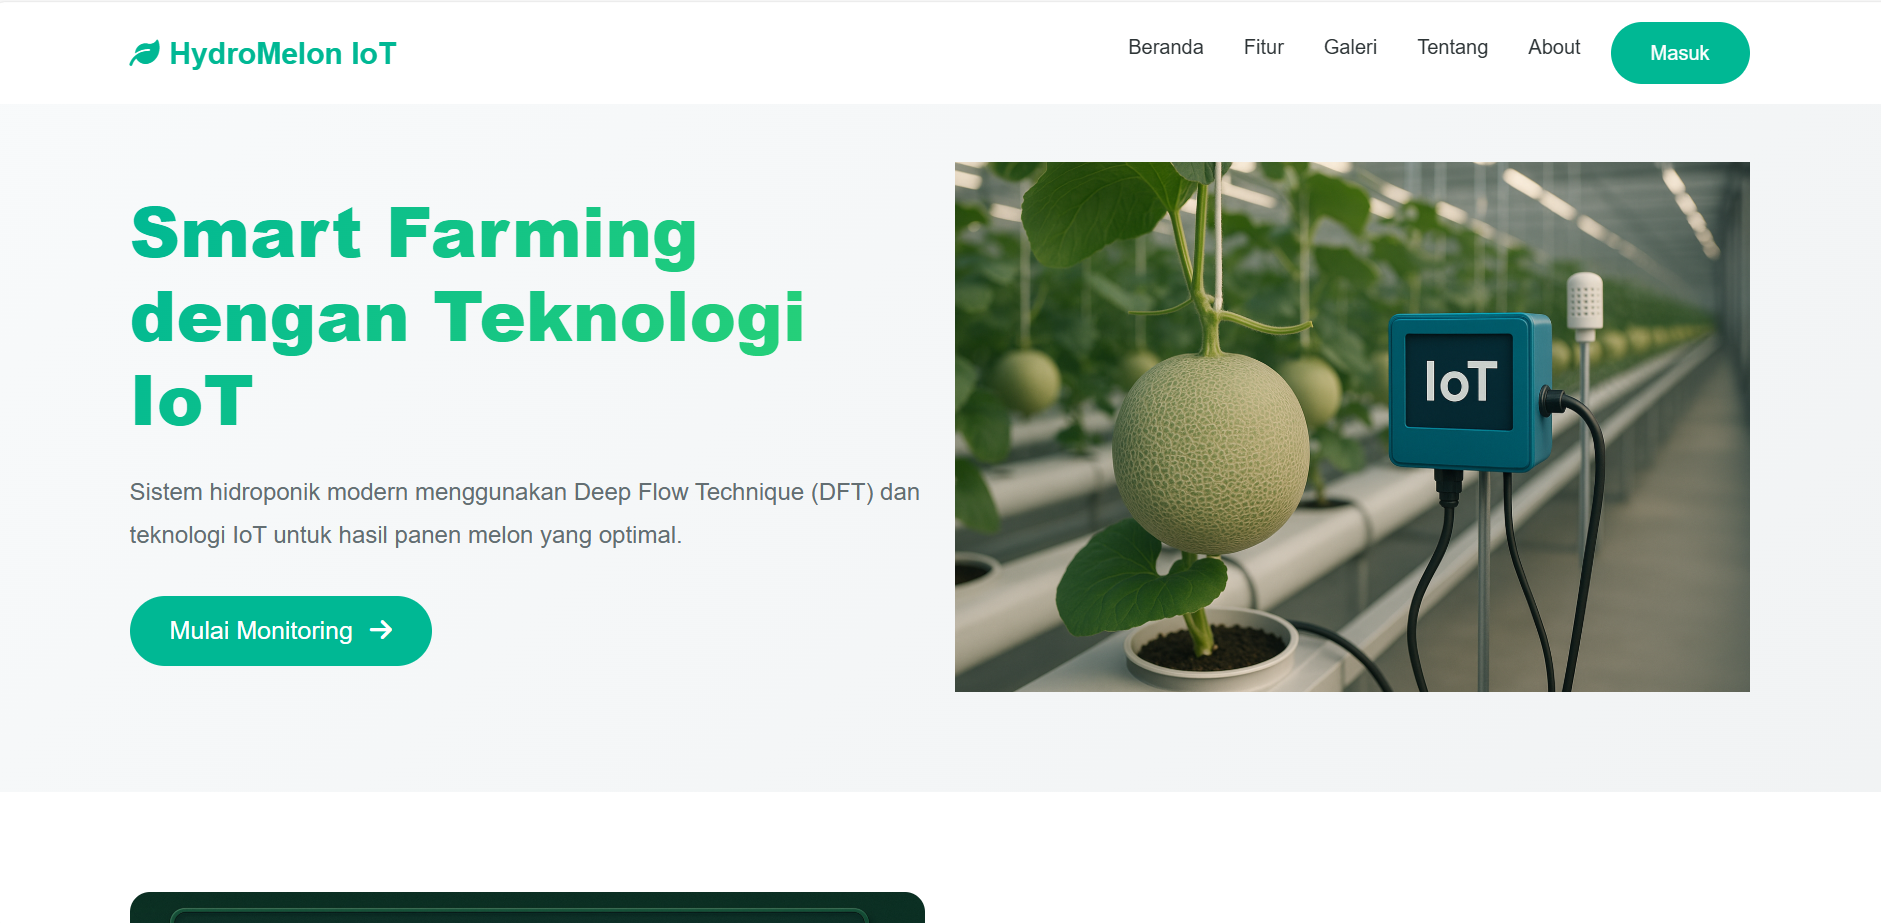 HydroMelon IoT
Beranda
Fitur
Galeri
Tentang
About
Masuk
Smart Farming
dengan Teknologi
IoT
Sistem hidroponik modern menggunakan Deep Flow Technique (DFT) dan
teknologi IoT untuk hasil panen melon yang optimal.
Mulai Monitoring
IoT